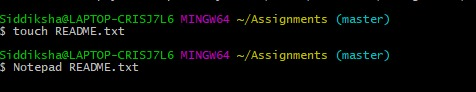 Siddiksha@LAPTOP-CRISJ7L6 MINGW64 ~/Assignments (master)
$ touch README.txt
Siddiksha@LAPTOP-CRISJ7L6 MINGW64 ~/Assignments (master)
$ Notepad README.txt